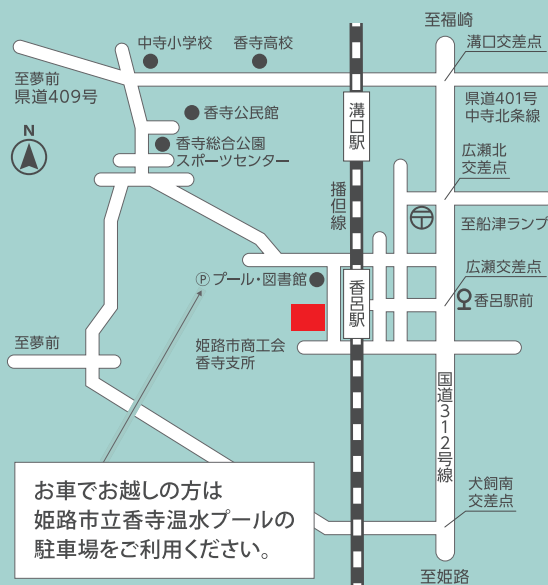 至福崎
中寺小学校
香寺高校
溝口交差点
至夢前
県道409号
県道401号
中寺北条線
香寺公民館
溝口駅
N
香寺総合公園
スポーツセンター
広瀬北
交差点
播但線
〒
至船津ランプ
広瀬交差点
Ⓟプール・図書館
香呂駅
香呂駅前
姫路市商工会
香寺支所
至夢前
国道312号線
お車でお越しの方は
姫路市立香寺温水プールの
駐車場をご利用ください。
犬飼南
交差点
至姫路